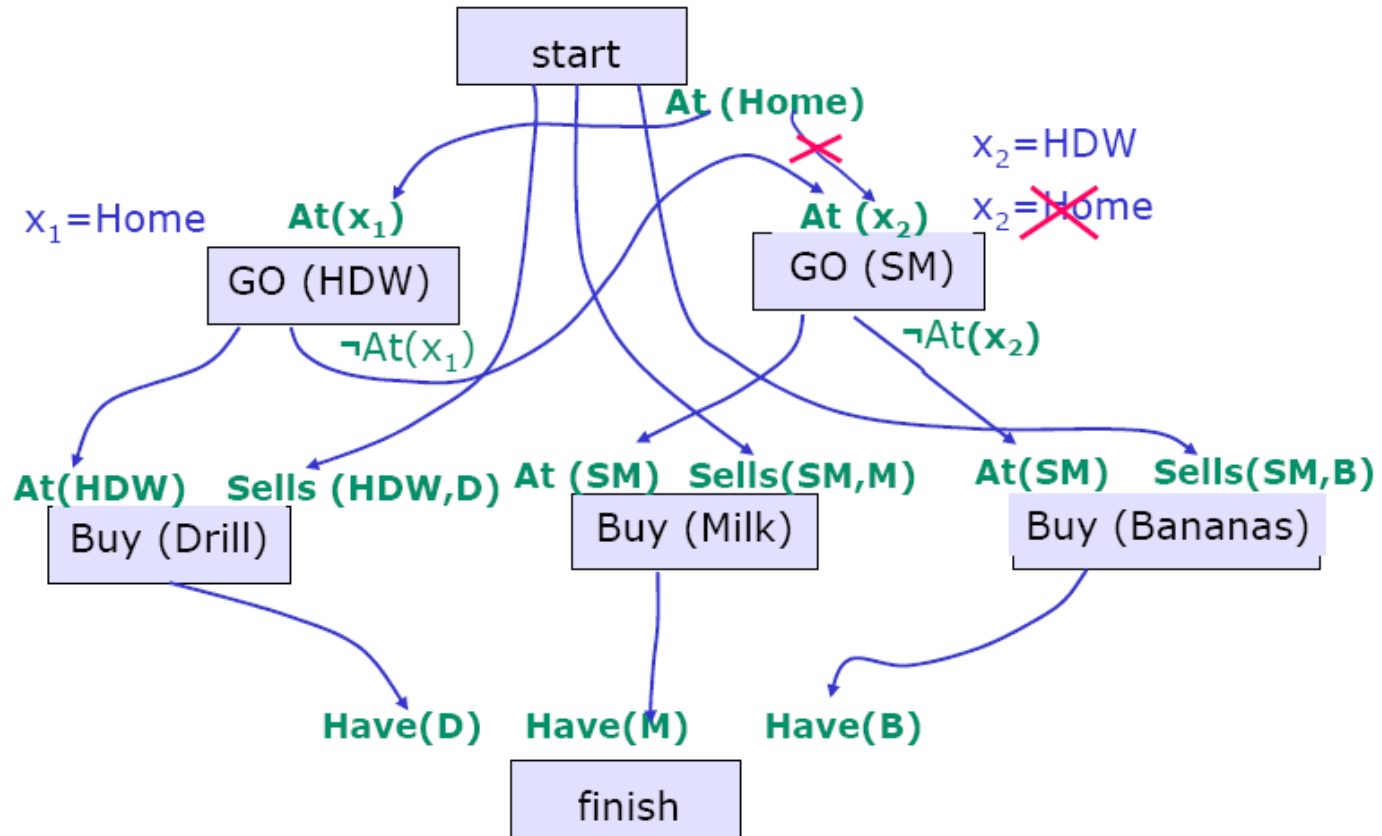 start
At (Home)
x₂=HDW
x₂=Home
x₁=Home
At(x₁)
At (x₂)
GO (HDW)
GO (SM)
¬At(x₁)
¬At(x₂)
At(HDW)
Sells (HDW,D)
At (SM)
Sells(SM,M)
At(SM)
Sells(SM,B)
Buy (Drill)
Buy (Milk)
Buy (Bananas)
Have(D)
Have(M)
Have(B)
finish